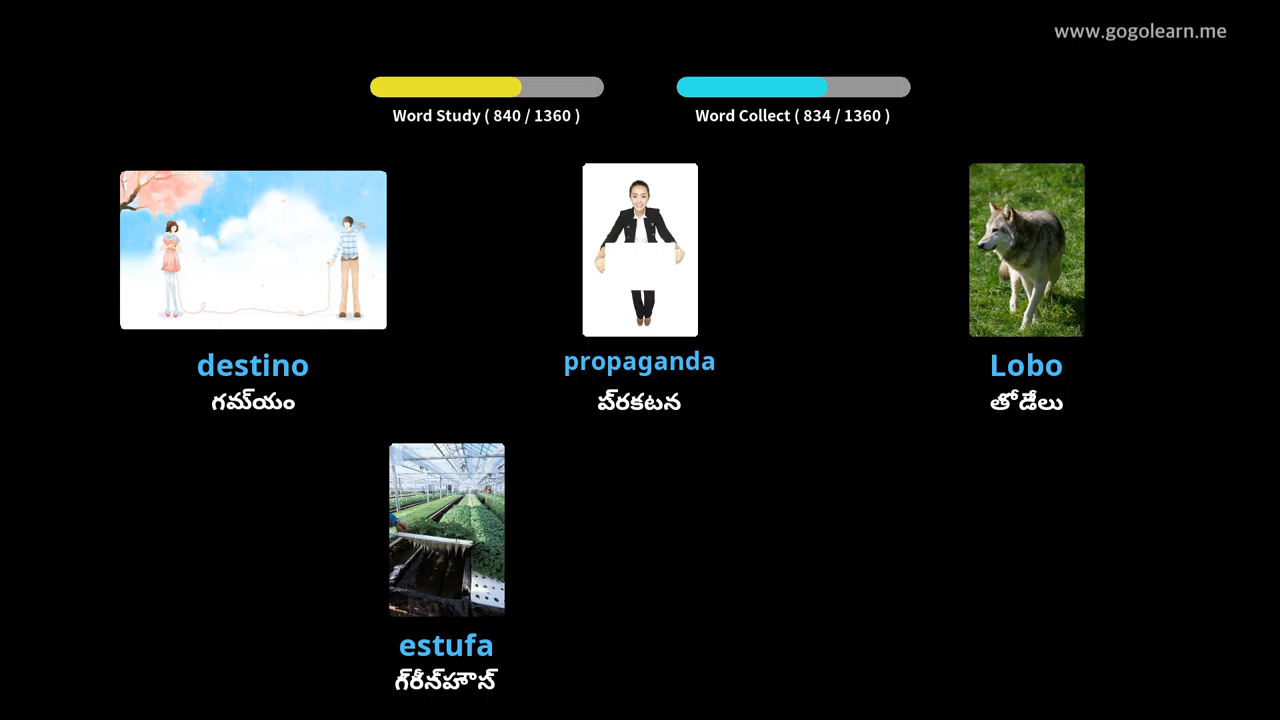 www.gogolearn.me
Word Study ( 840 / 1360 )
Word Collect ( 834 / 1360 )
destino
గమ్యం
propaganda
ప్రకటన
Lobo
తోడేలు
estufa
గ్రీన్హౌస్